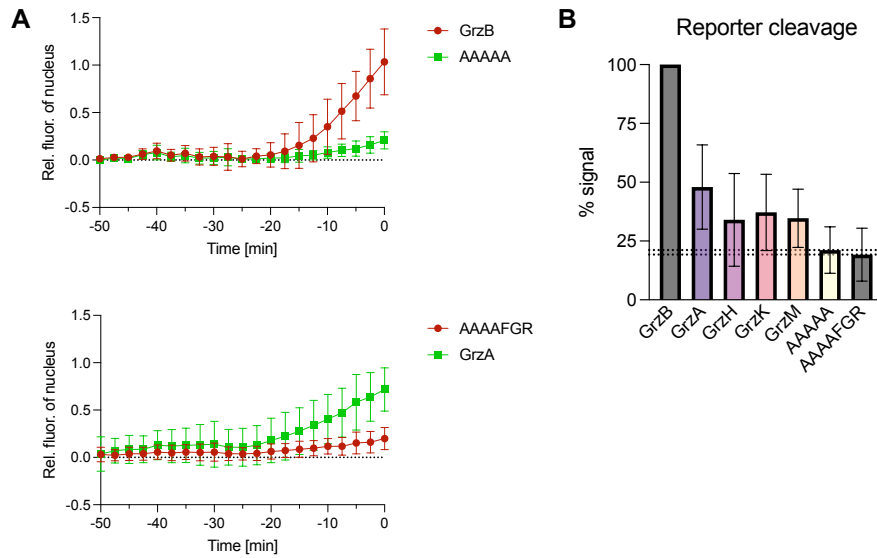 A
1.5
1.0
0.5
0.0
-0.5
Rel. fluor. of nucleus
-50
-40
-30
-20
-10
0
Time [min]
GrzB
AAAAA
1.5
1.0
0.5
0.0
-0.5
Rel. fluor. of nucleus
-50
-40
-30
-20
-10
0
Time [min]
AAAAFGR
GrzA
B
Reporter cleavage
100
75
50
25
0
% signal
GrzB
GrzA
GrzH
GrzK
GrzM
AAAAA
AAAAFGR